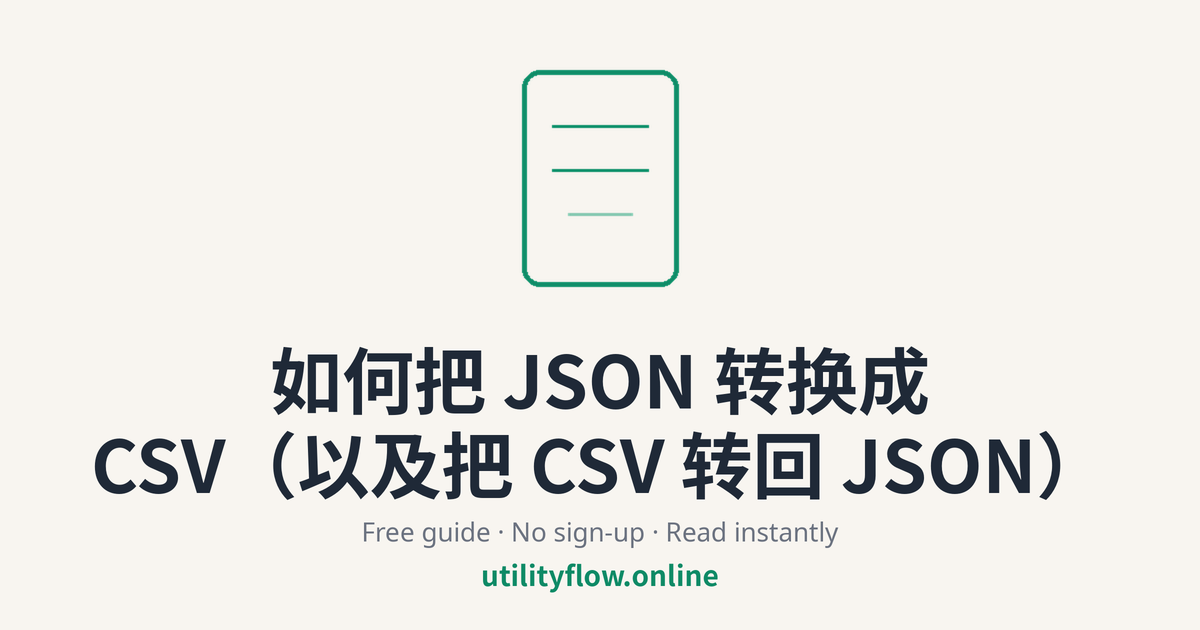 如何把 JSON 转换成
CSV（以及把 CSV 转回 JSON）
Free guide · No sign-up · Read instantly
utilityflow.online